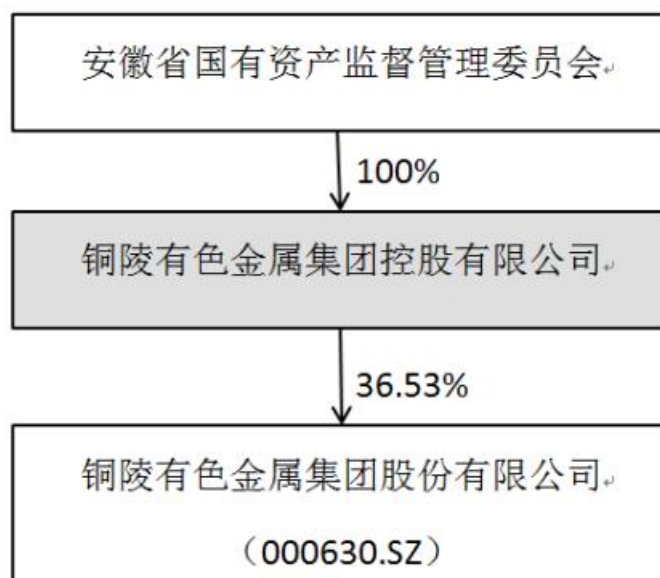 安徽省国有资产监督管理委员会
100%
铜陵有色金属集团控股有限公司
36.53%
铜陵有色金属集团股份有限公司
（000630.SZ）